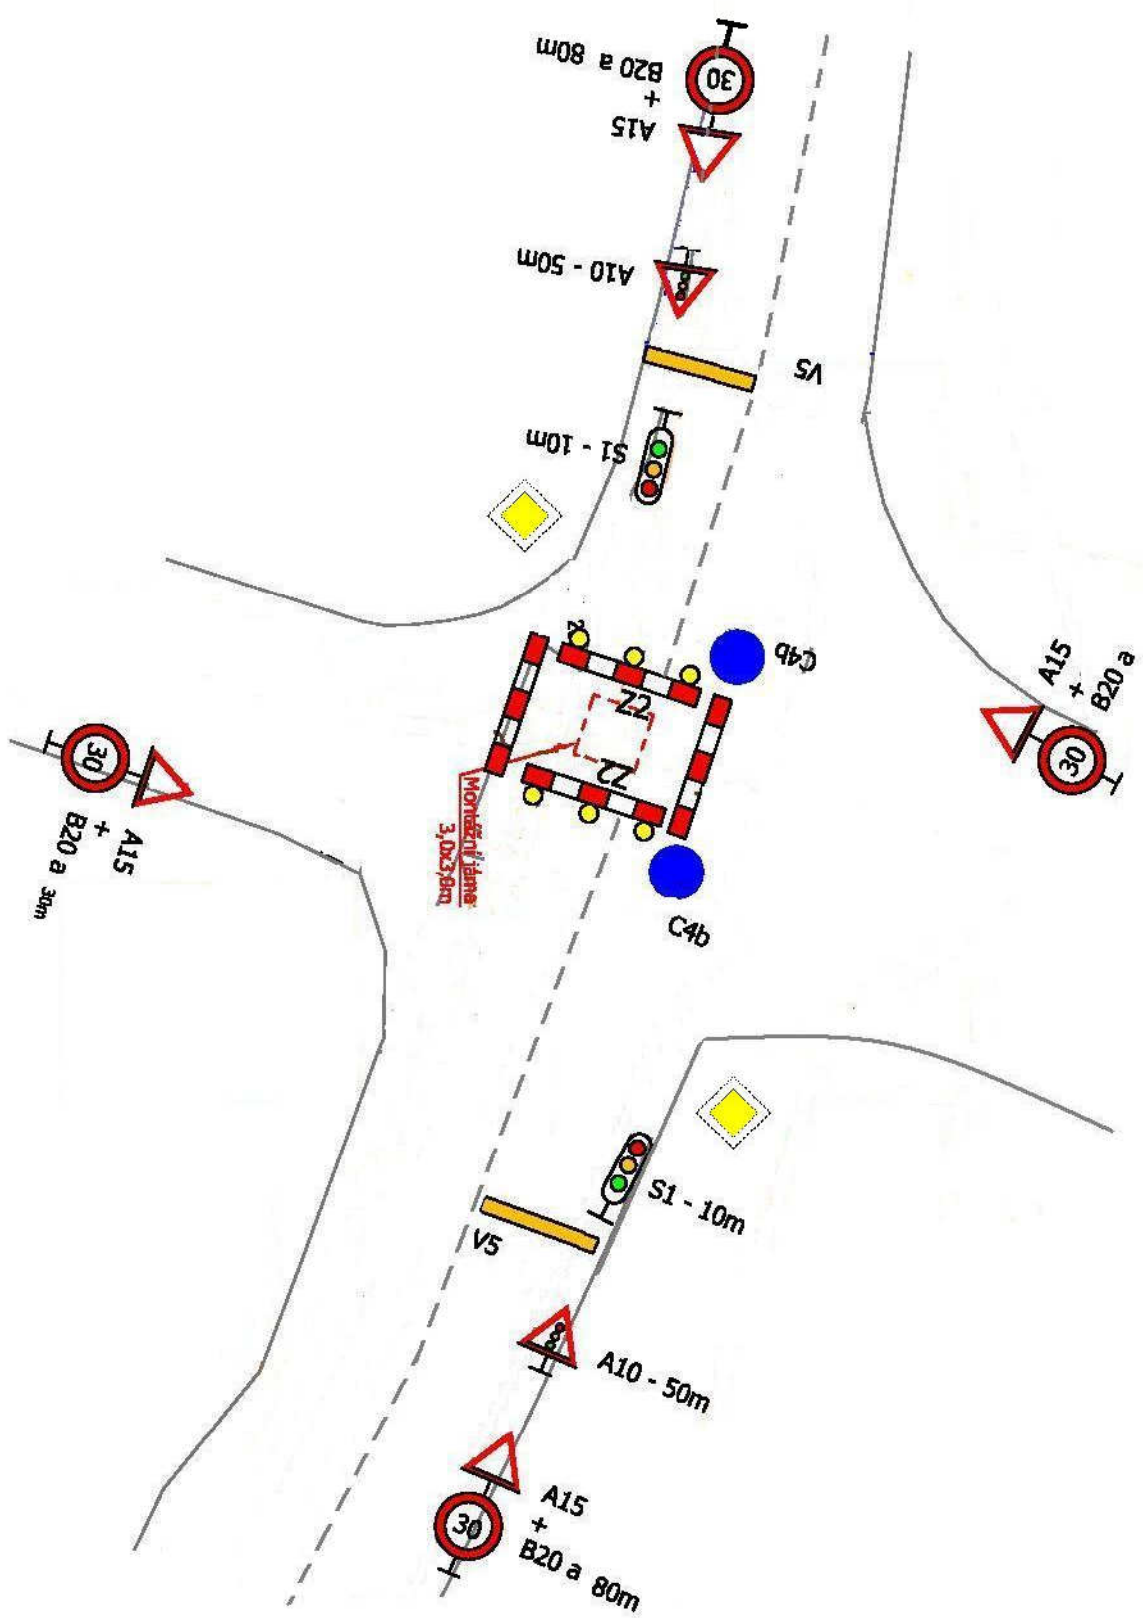 30
B20 a 80m
+
A15
A10 - 50m
V5
S1 - 10m
C4b
A15
+
B20 a
30
30
A15
+
B20 a 30m
Z2
Z2
Montážní jáma
3,0x3,0m
C4b
S1 - 10m
V5
A10 - 50m
A15
+
B20 a 80m
30